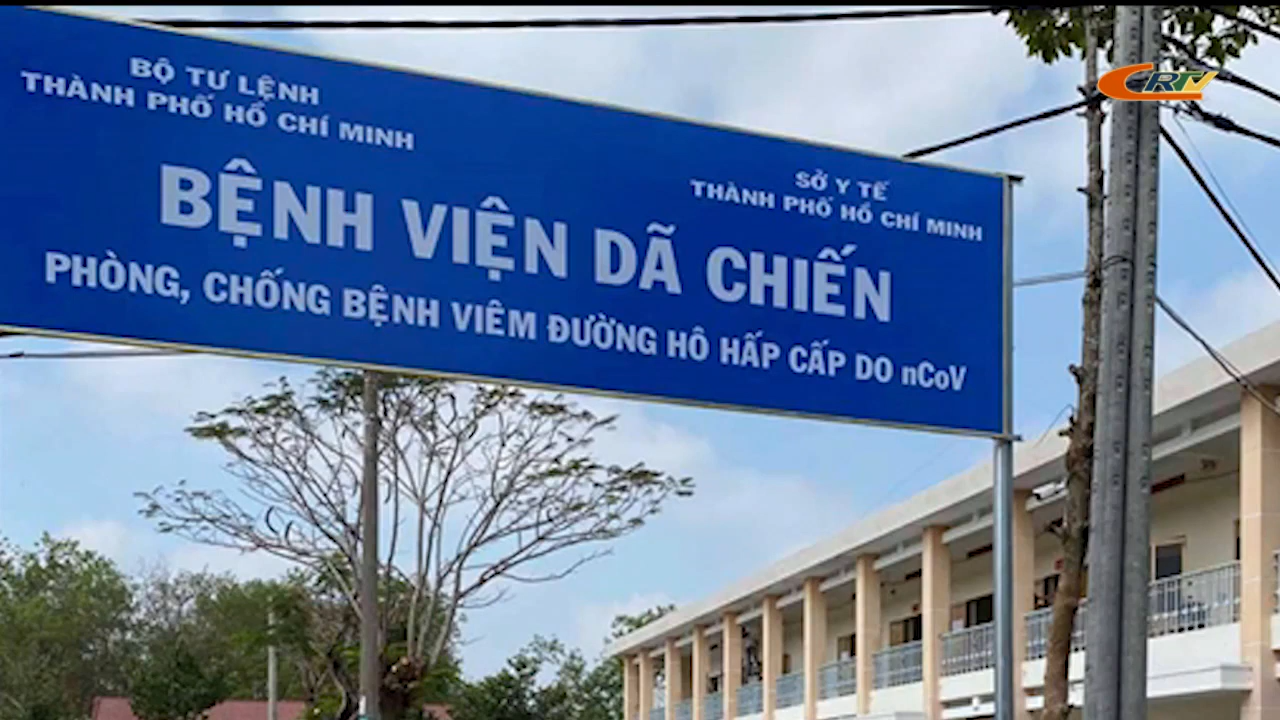 BỘ TƯ LỆNH
THÀNH PHỐ HỒ CHÍ MINH
SỞ Y TẾ
THÀNH PHỐ HỒ CHÍ MINH
BỆNH VIỆN DÃ CHIẾN
PHÒNG, CHỐNG BỆNH VIÊM ĐƯỜNG HÔ HẤP CẤP DO nCoV
CRTV